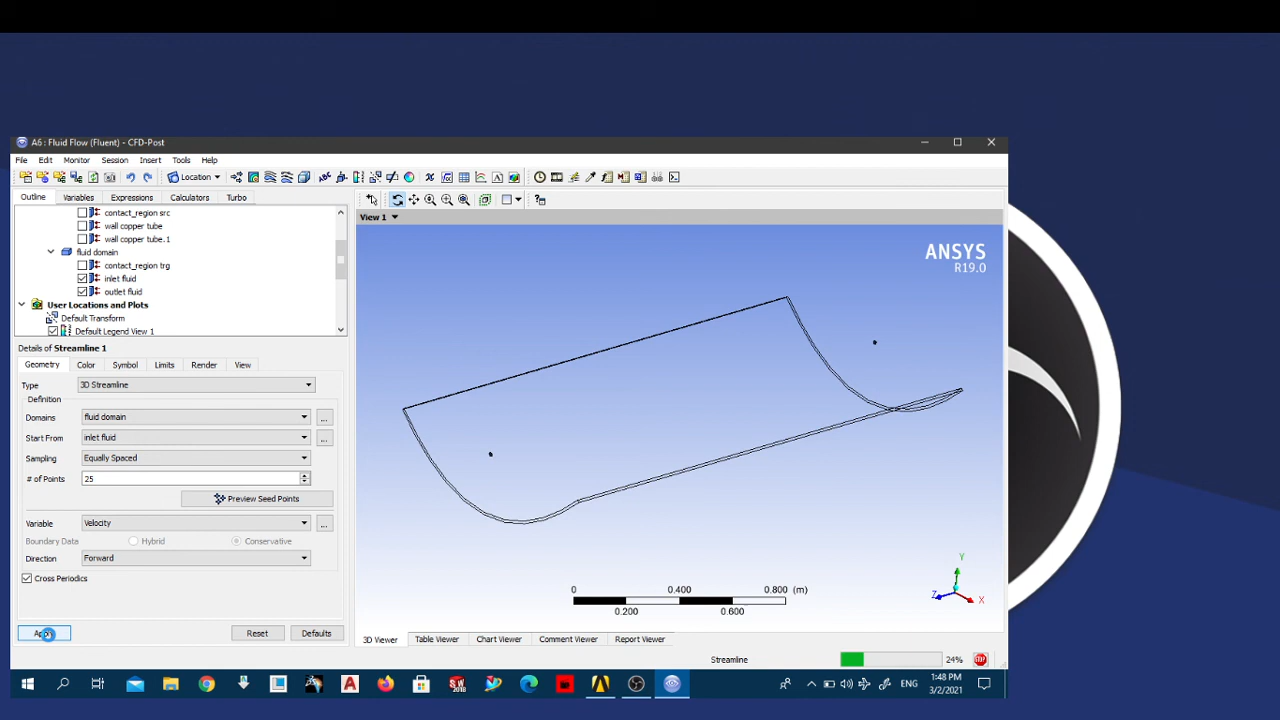 A6 : Fluid Flow (Fluent) - CFD-Post
File Edit Monitor Session Insert Tools Help
Location
Outline Variables Expressions Calculators Turbo
View 1
contact_region src
wall copper tube
wall copper tube.1
fluid domain
contact_region trg
inlet fluid
outlet fluid
User Locations and Plots
Default Transform
Default Legend View 1
Details of Streamline 1
Geometry Color Symbol Limits Render View
Type 3D Streamline
Definition
Domains fluid domain ...
Start From inlet fluid ...
Sampling Equally Spaced
# of Points 25
Preview Seed Points
Variable Velocity ...
Boundary Data Hybrid Conservative
Direction Forward
Cross Periodics
Reset Defaults
ANSYS
R19.0
0 0.400 0.800 (m)
0.200 0.600
Y
Z X
3D Viewer Table Viewer Chart Viewer Comment Viewer Report Viewer
Streamline 24%
SW
2018
A
ENG
1:48 PM
3/2/2021